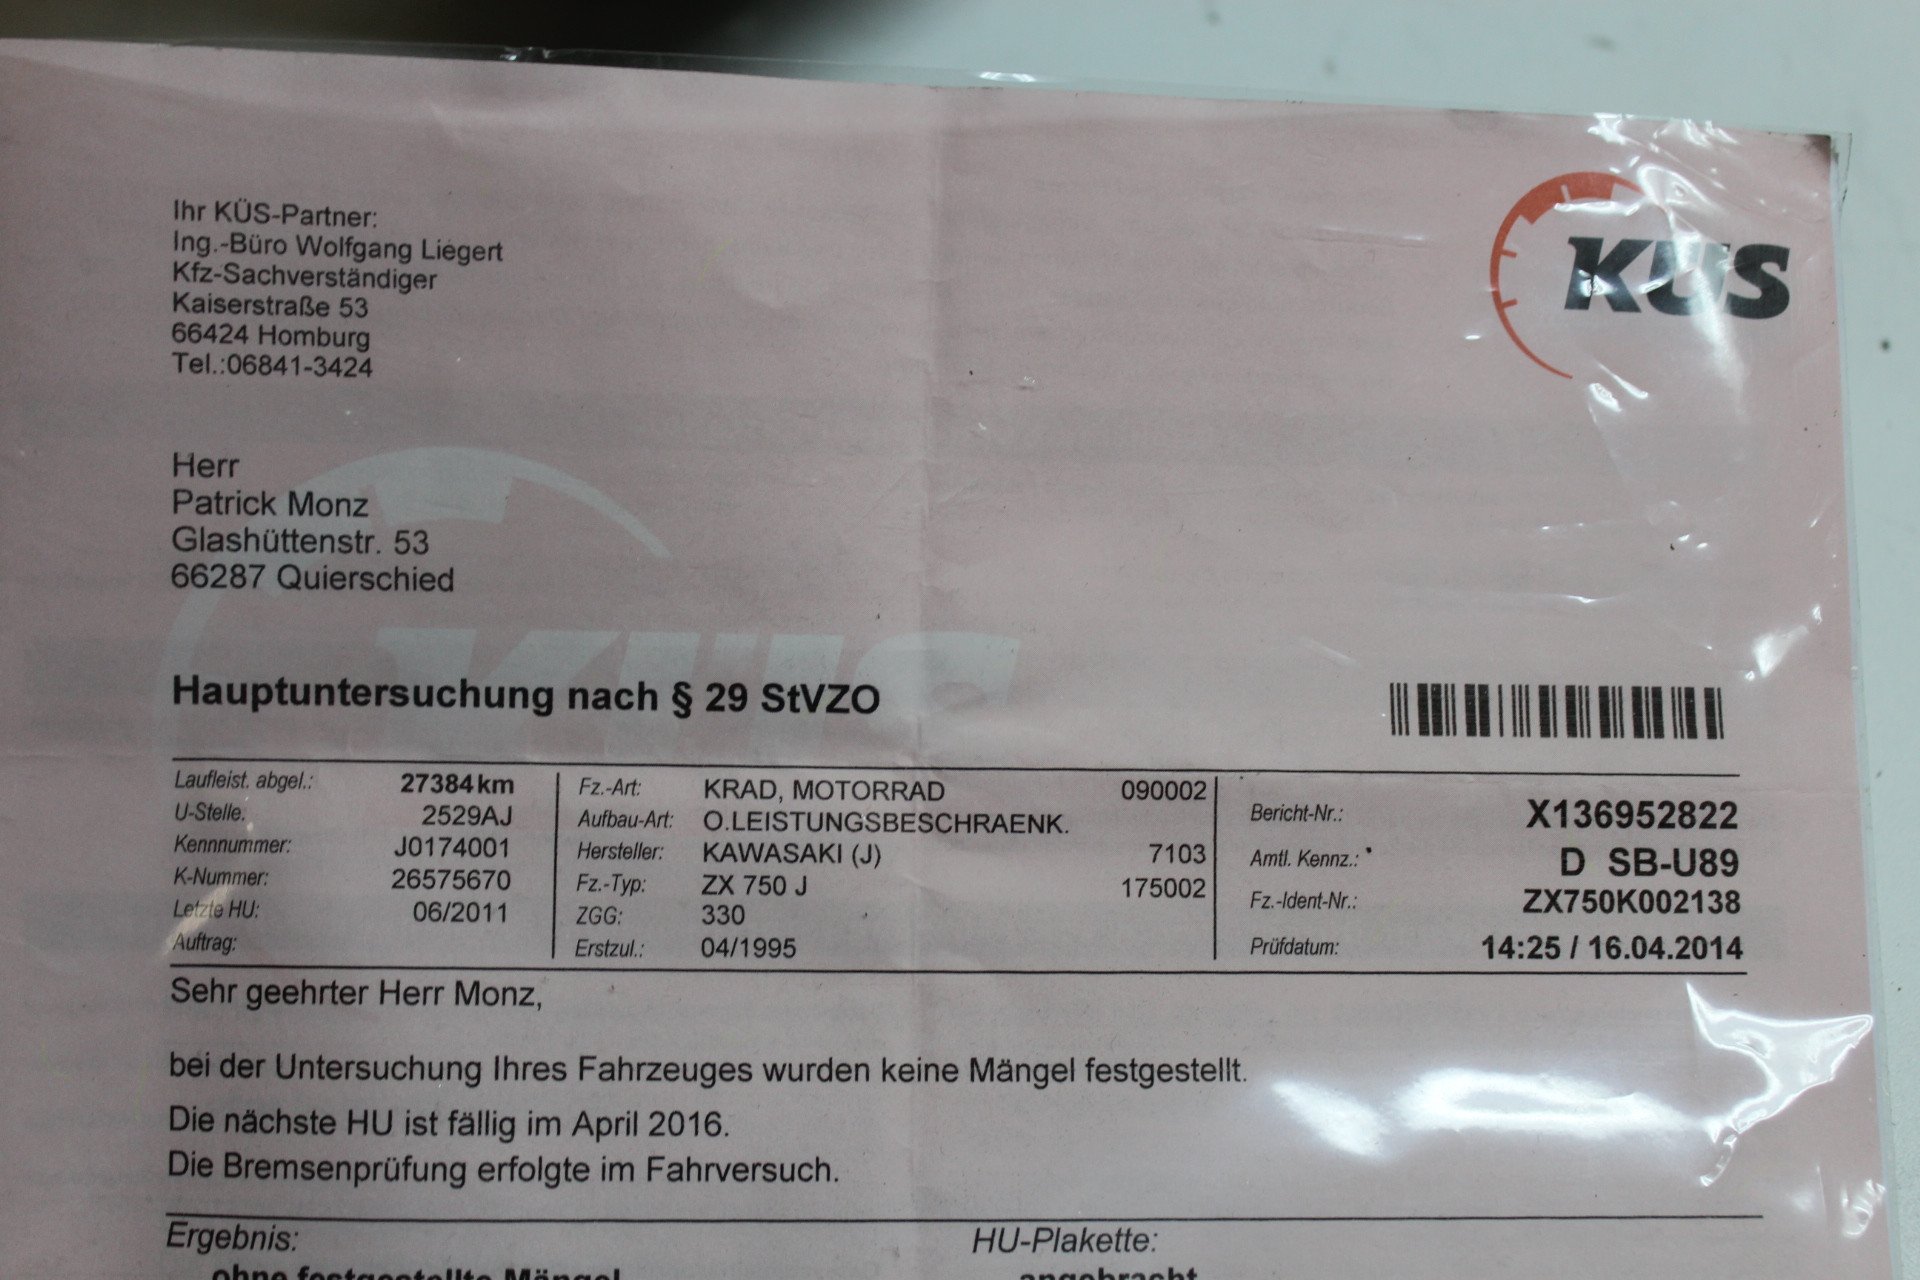 Ihr KÜS-Partner:
Ing.-Büro Wolfgang Liegert
Kfz-Sachverständiger
Kaiserstraße 53
66424 Homburg
Tel.:06841-3424
KÜS
Herr
Patrick Monz
Glashüttenstr. 53
66287 Quierschied
KÜS
Hauptuntersuchung nach § 29 StVZO
Laufleist. abgel.: 27384 km
U-Stelle: 2529AJ
Kennnummer: J0174001
K-Nummer: 26575670
Letzte HU: 06/2011
Auftrag:
Fz.-Art: KRAD, MOTORRAD 090002
Aufbau-Art: O.LEISTUNGSBESCHRAENK.
Hersteller: KAWASAKI (J) 7103
Fz.-Typ: ZX 750 J 175002
ZGG: 330
Erstzul.: 04/1995
Bericht-Nr.: X136952822
Amtl. Kennz.: D SB-U89
Fz.-Ident-Nr.: ZX750K002138
Prüfdatum: 14:25 / 16.04.2014
Sehr geehrter Herr Monz,
bei der Untersuchung Ihres Fahrzeuges wurden keine Mängel festgestellt.
Die nächste HU ist fällig im April 2016.
Die Bremsenprüfung erfolgte im Fahrversuch.
Ergebnis: HU-Plakette:
ohne festgestellte Mängel angebracht